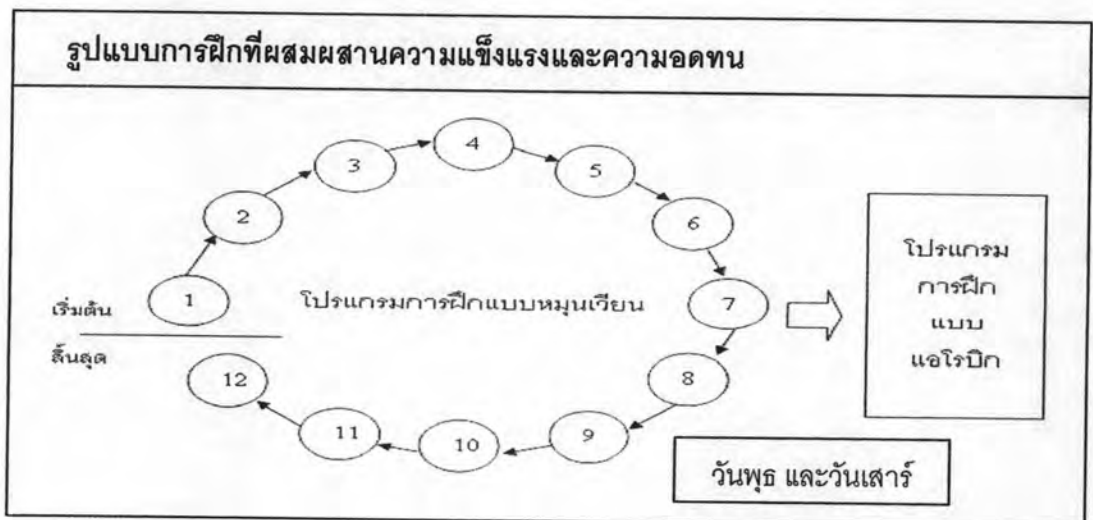 รูปแบบการฝึกที่ผสมผสานความแข็งแรงและความอดทน
4
3
5
2
6
1
โปรแกรมการฝึกแบบหมุนเวียน
7
โปรแกรม
การฝึก
แบบ
แอโรบิก
เริ่มต้น
สิ้นสุด
12
8
11
10
9
วันพุธ และวันเสาร์